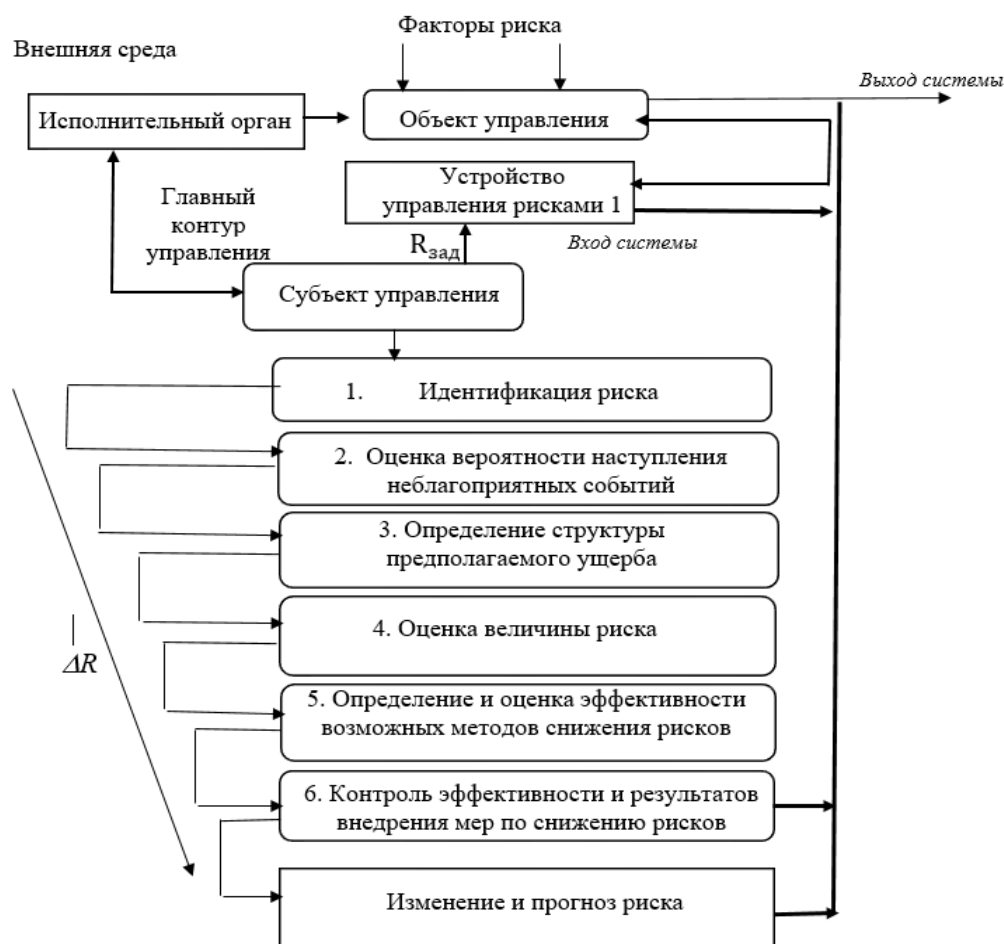 Факторы риска
Внешняя среда
Выход системы
Исполнительный орган
Объект управления
Устройство
управления рисками 1
Главный
контур
управления
Rзад
Вход системы
Субъект управления
1. Идентификация риска
2. Оценка вероятности наступления
неблагоприятных событий
3. Определение структуры
предполагаемого ущерба
4. Оценка величины риска
ΔR
5. Определение и оценка эффективности
возможных методов снижения рисков
6. Контроль эффективности и результатов
внедрения мер по снижению рисков
Изменение и прогноз риска